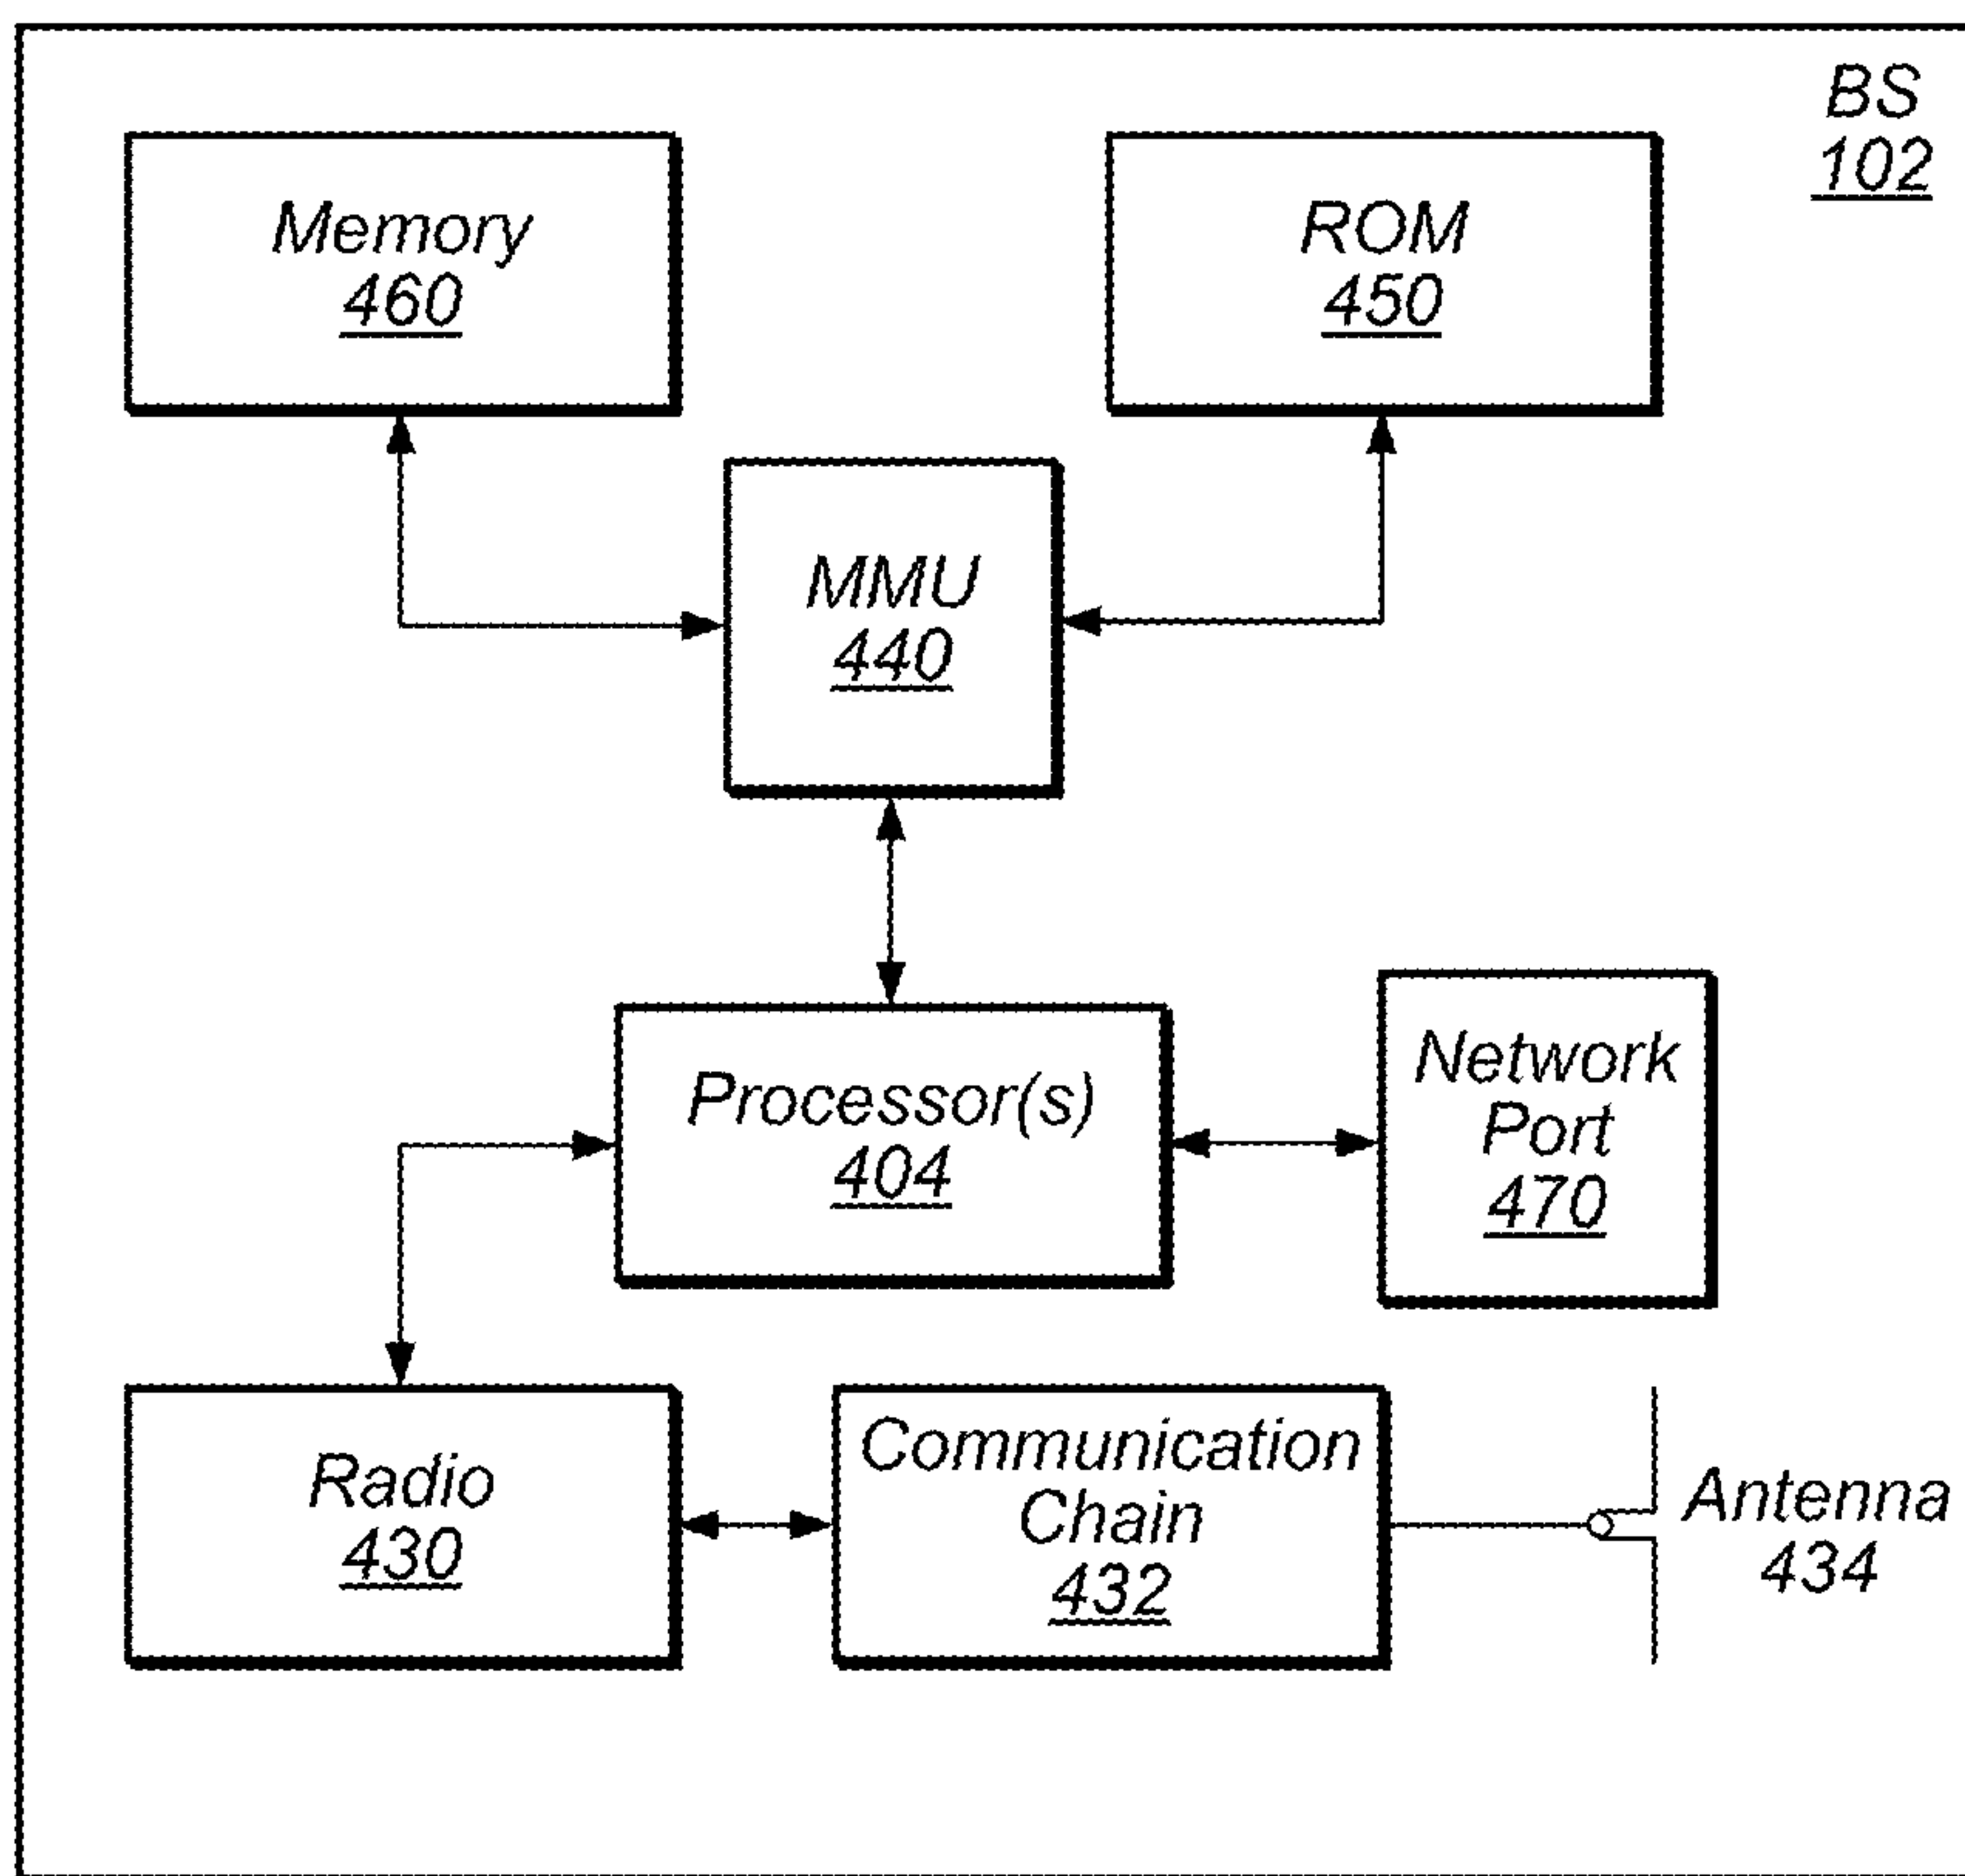 BS
102
Memory
460
ROM
450
MMU
440
Processor(s)
404
Network
Port
470
Radio
430
Communication
Chain
432
Antenna
434